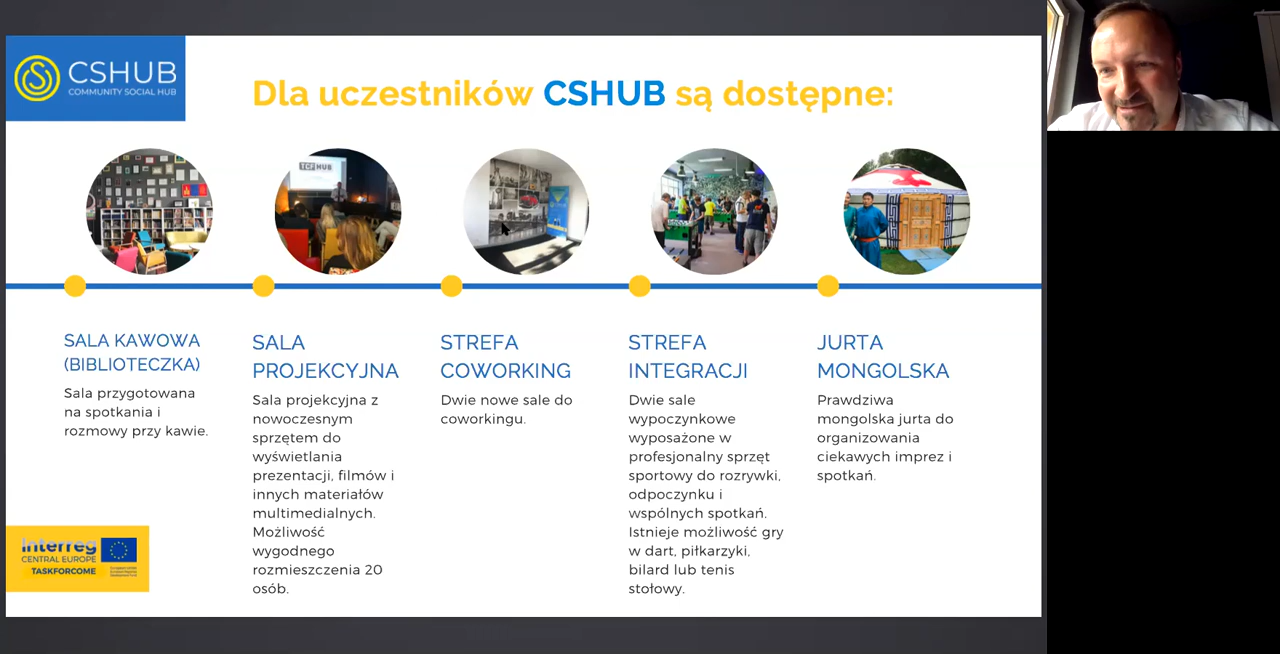 CSHUB
COMMUNITY SOCIAL HUB
Dla uczestników CSHUB są dostępne:
TCF HUB
SALA KAWOWA
(BIBLIOTECZKA)
Sala przygotowana
na spotkania i
rozmowy przy kawie.
SALA
PROJEKCYJNA
Sala projekcyjna z
nowoczesnym
sprzętem do
wyświetlania
prezentacji, filmów i
innych materiałów
multimedialnych.
Możliwość
wygodnego
rozmieszczenia 20
osób.
STREFA
COWORKING
Dwie nowe sale do
coworkingu.
STREFA
INTEGRACJI
Dwie sale
wypoczynkowe
wyposażone w
profesjonalny sprzęt
sportowy do rozrywki,
odpoczynku i
wspólnych spotkań.
Istnieje możliwość gry
w dart, piłkarzyki,
bilard lub tenis
stołowy.
JURTA
MONGOLSKA
Prawdziwa
mongolska jurta do
organizowania
ciekawych imprez i
spotkań.
Interreg
CENTRAL EUROPE
TASKFORCOME